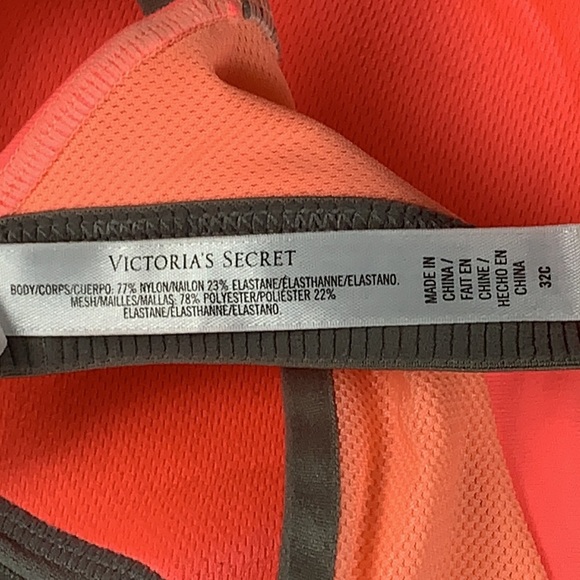 VICTORIA'S SECRET
BODY/CORPS/CUERPO: 77% NYLON/NAILON 23% ELASTANE/ÉLASTHANNE/ELASTANO.
MESH/MAILLES/MALLAS: 78% POLYESTER/POLIÉSTER 22%
ELASTANE/ÉLASTHANNE/ELASTANO.
MADE IN
CHINA/
FAIT EN
CHINE/
HECHO EN
CHINA
32C